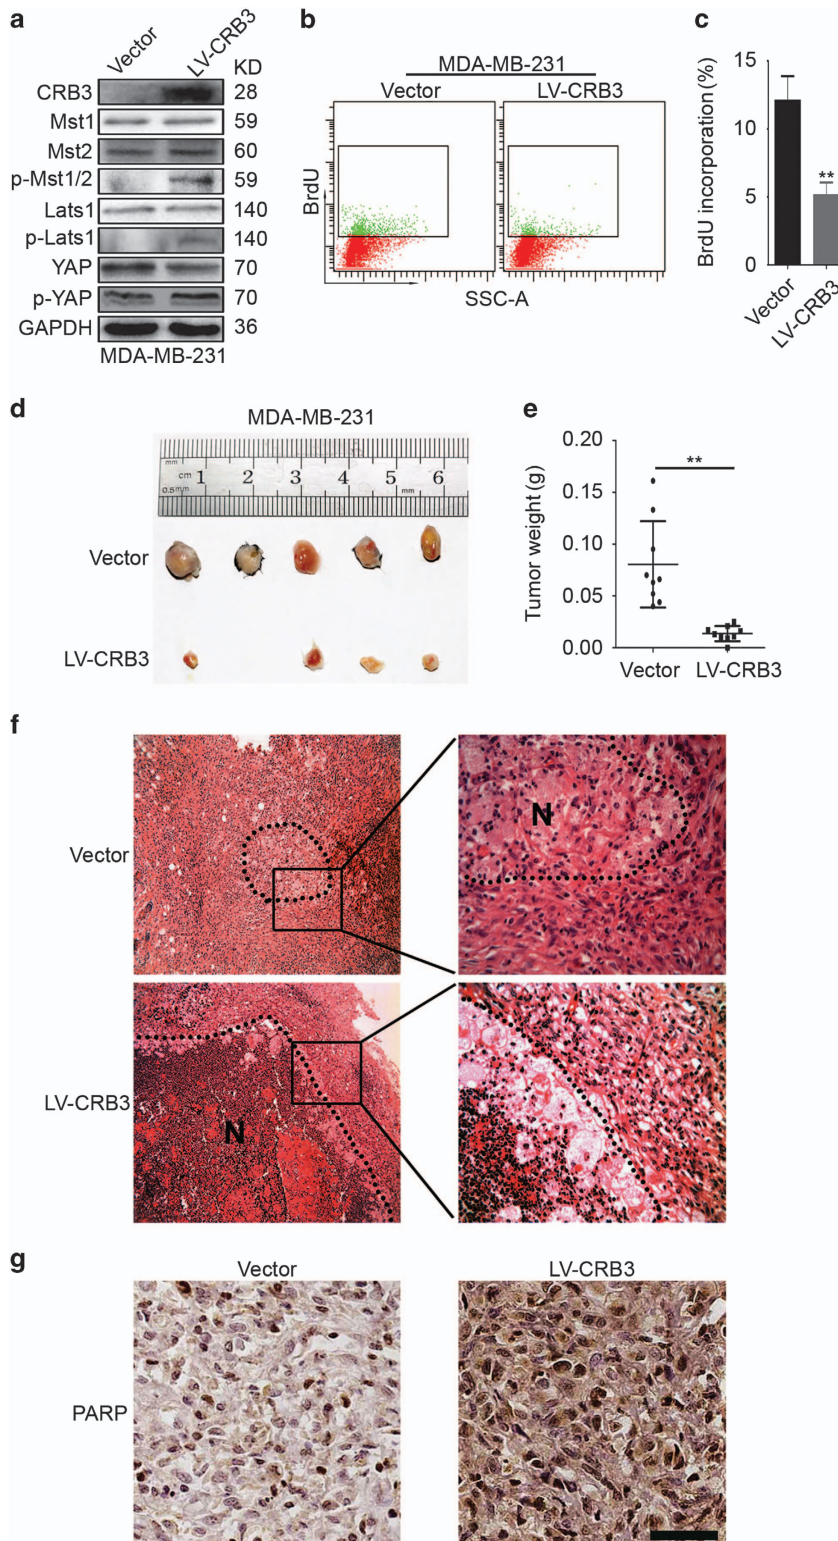 a
Vector
LV-CRB3
KD
CRB3 28
Mst1 59
Mst2 60
p-Mst1/2 59
Lats1 140
p-Lats1 140
YAP 70
p-YAP 70
GAPDH 36
MDA-MB-231
b
MDA-MB-231
Vector LV-CRB3
BrdU
SSC-A
c
BrdU incorporation (%)
15
10
5
0
**
Vector
LV-CRB3
d
MDA-MB-231
mm
cm 1 2 3 4 5 6
0.5mm mm
Vector
LV-CRB3
e
Tumor weight (g)
0.20
0.15
0.10
0.05
0.00
**
Vector LV-CRB3
f
Vector
N
LV-CRB3
N
g
Vector LV-CRB3
PARP